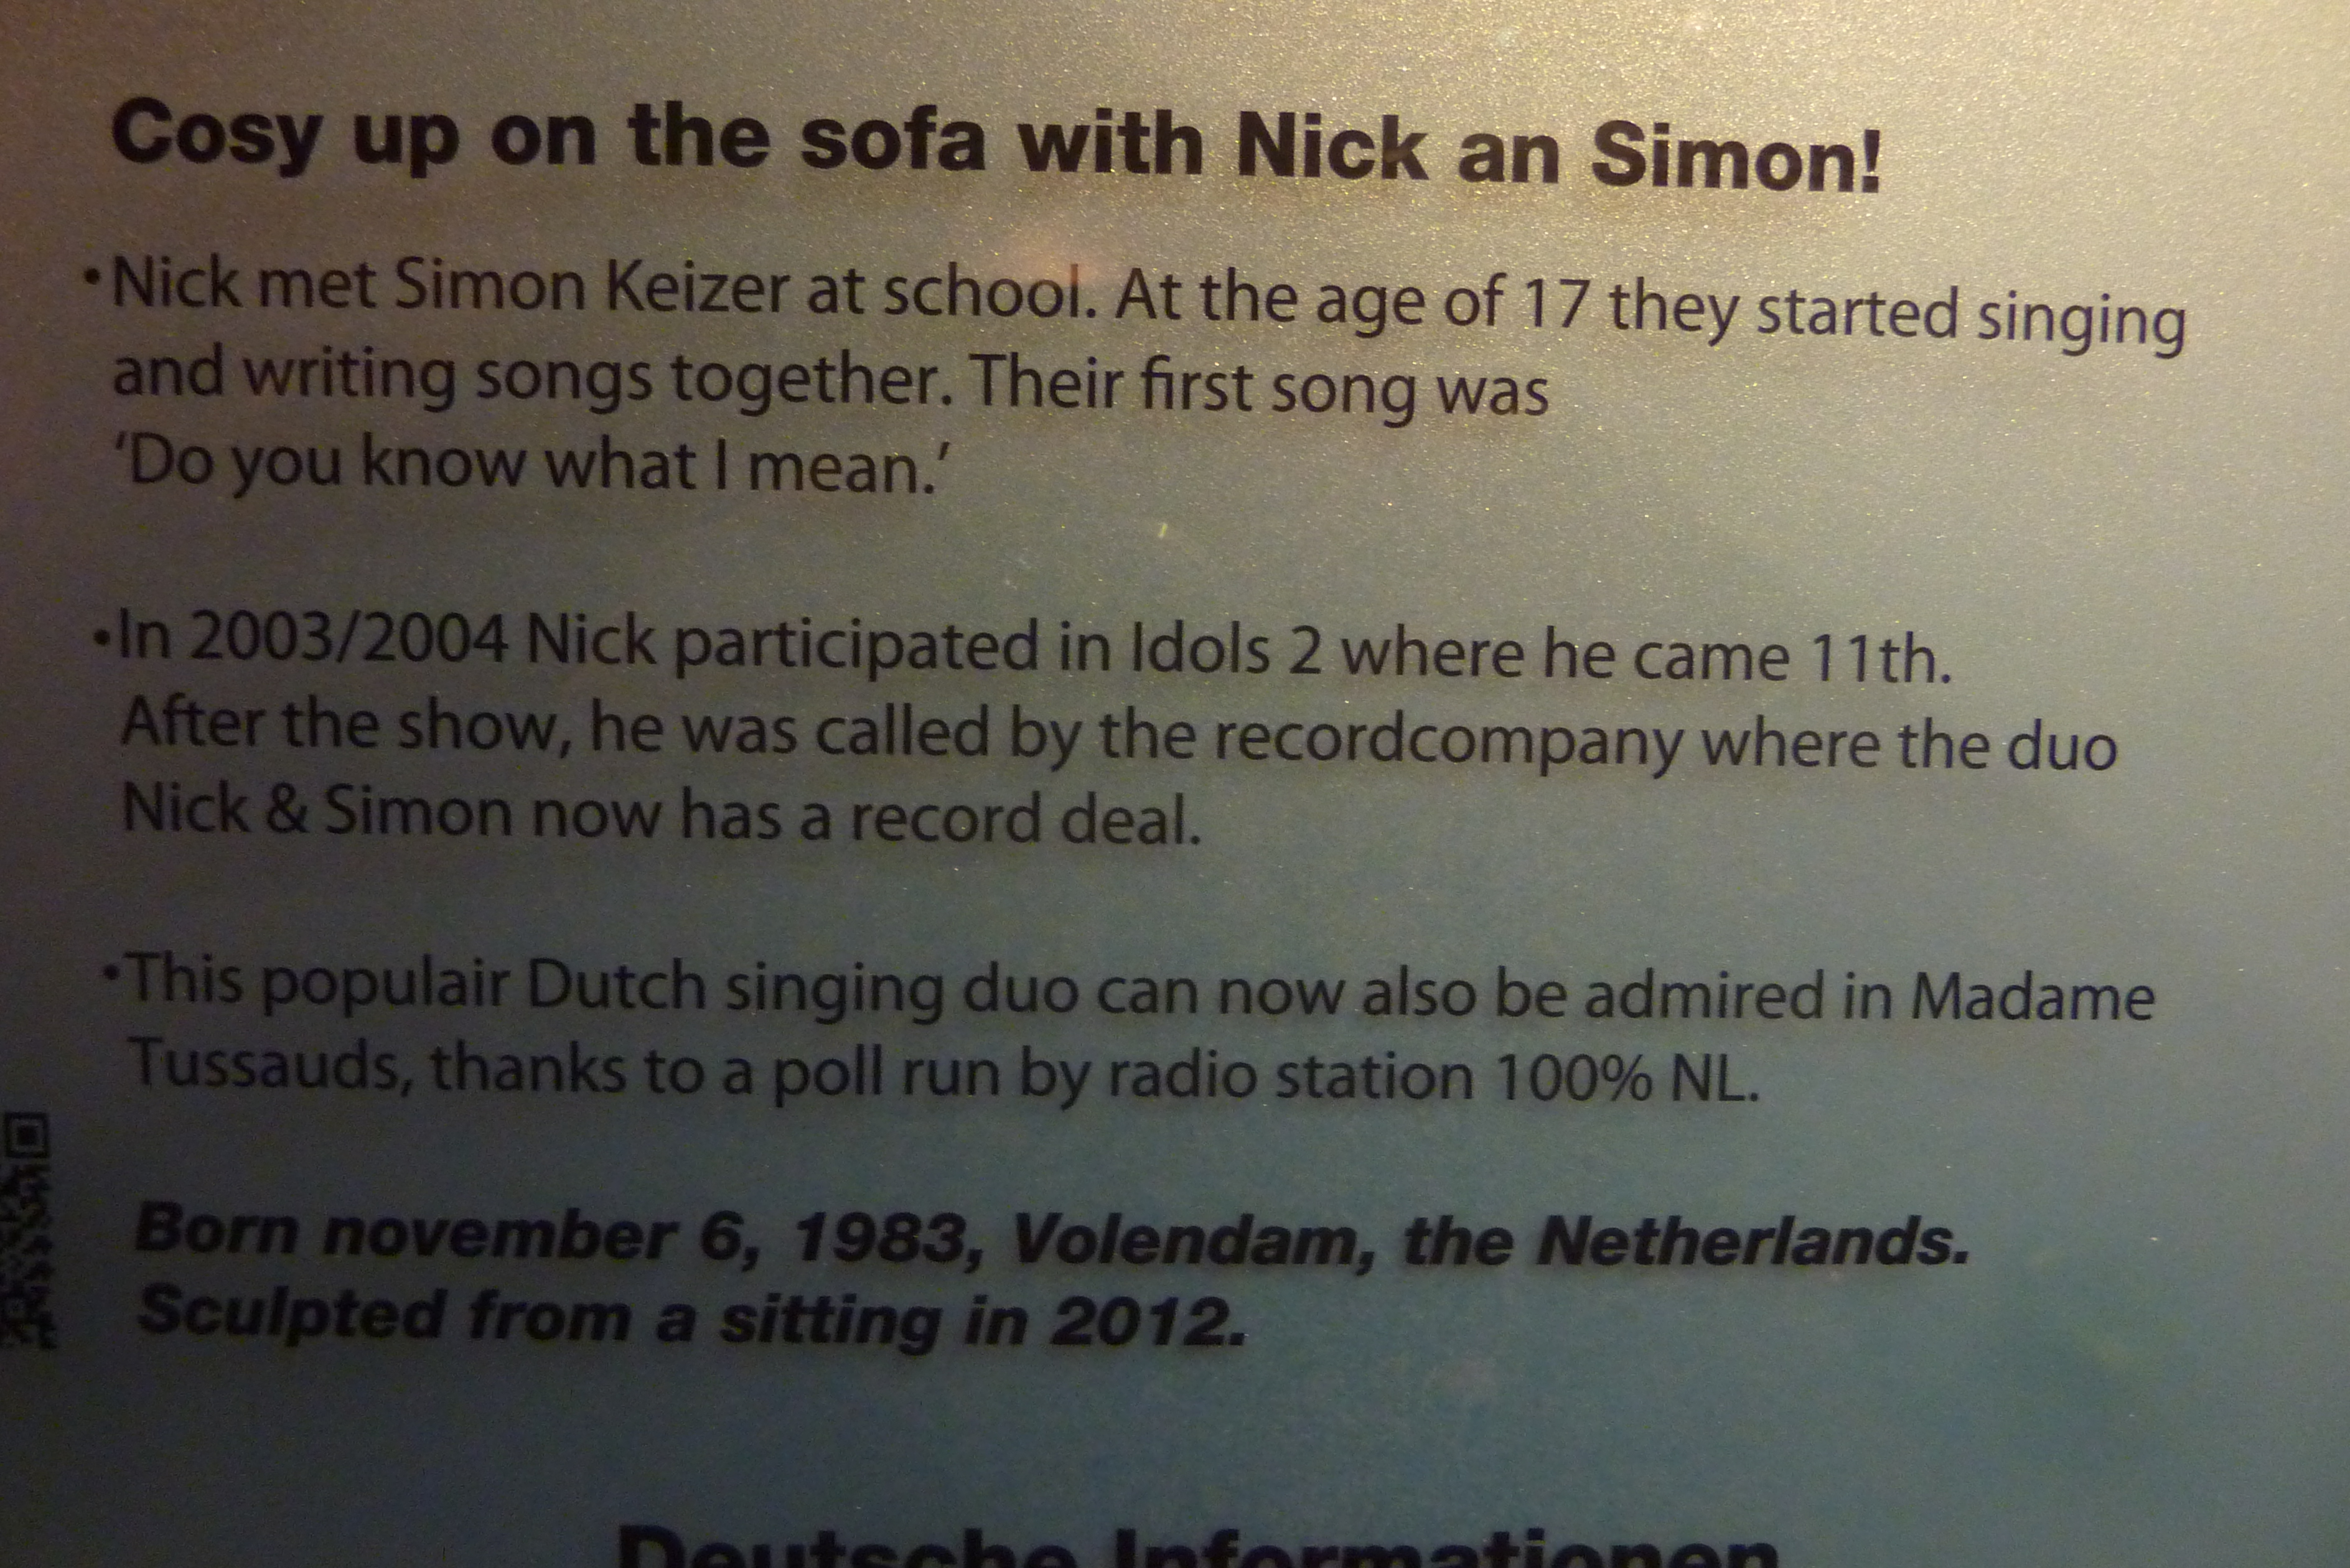 Cosy up on the sofa with Nick an Simon!
•Nick met Simon Keizer at school. At the age of 17 they started singing
and writing songs together. Their first song was
‘Do you know what I mean.’
•In 2003/2004 Nick participated in Idols 2 where he came 11th.
After the show, he was called by the recordcompany where the duo
Nick & Simon now has a record deal.
•This populair Dutch singing duo can now also be admired in Madame
Tussauds, thanks to a poll run by radio station 100% NL.
Born november 6, 1983, Volendam, the Netherlands.
Sculpted from a sitting in 2012.
Deutsche Informationen